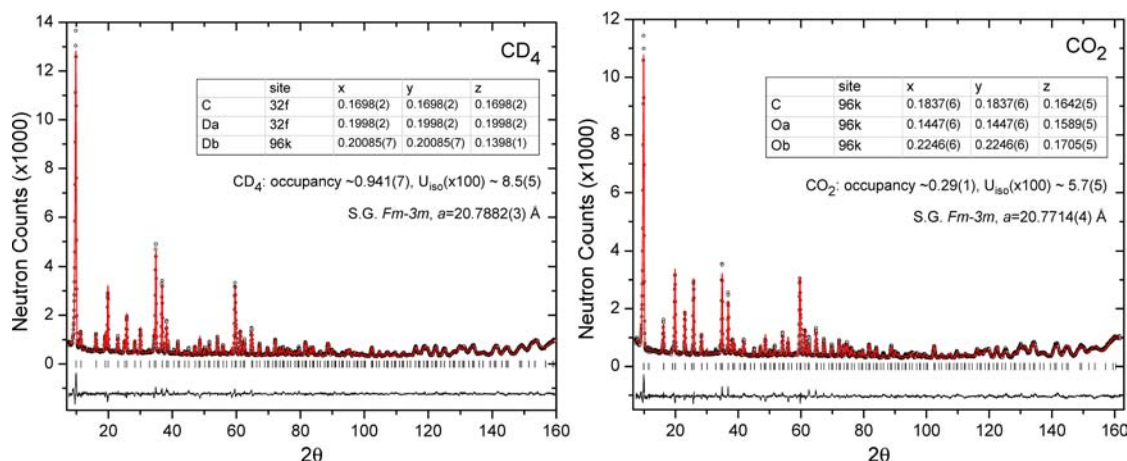 CD4
Neutron Counts (x1000)
14
12
10
8
6
4
2
0
site x y z
C 32f 0.1698(2) 0.1698(2) 0.1698(2)
Da 32f 0.1998(2) 0.1998(2) 0.1998(2)
Db 96k 0.20085(7) 0.20085(7) 0.1398(1)
CD4: occupancy ~0.941(7), Uiso(x100) ~ 8.5(5)
S.G. Fm-3m, a=20.7882(3) Å
20 40 60 80 100 120 140 160
2θ
CO2
Neutron Counts (x1000)
12
10
8
6
4
2
0
site x y z
C 96k 0.1837(6) 0.1837(6) 0.1642(5)
Oa 96k 0.1447(6) 0.1447(6) 0.1589(5)
Ob 96k 0.2246(6) 0.2246(6) 0.1705(5)
CO2: occupancy ~0.29(1), Uiso(x100) ~ 5.7(5)
S.G. Fm-3m, a=20.7714(4) Å
20 40 60 80 100 120 140 160
2θ